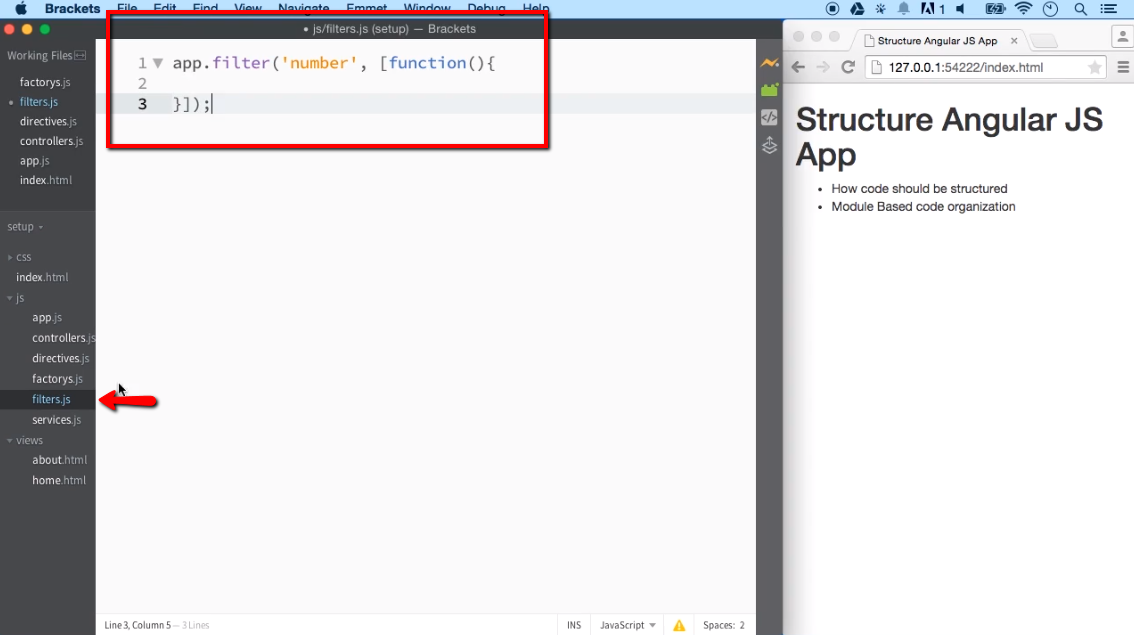 Brackets File Edit Find View Navigate Emmet Window Debug Help 1
• js/filters.js (setup) — Brackets
Working Files
factorys.js
• filters.js
directives.js
controllers.js
app.js
index.html
setup
css
index.html
js
app.js
controllers.js
directives.js
factorys.js
filters.js
services.js
views
about.html
home.html
1 app.filter('number', [function(){
2
3 }]);
Line 3, Column 5 — 3 Lines
INS JavaScript Spaces: 2
Structure Angular JS App
127.0.0.1:54222/index.html
Structure Angular JS
App
• How code should be structured
• Module Based code organization